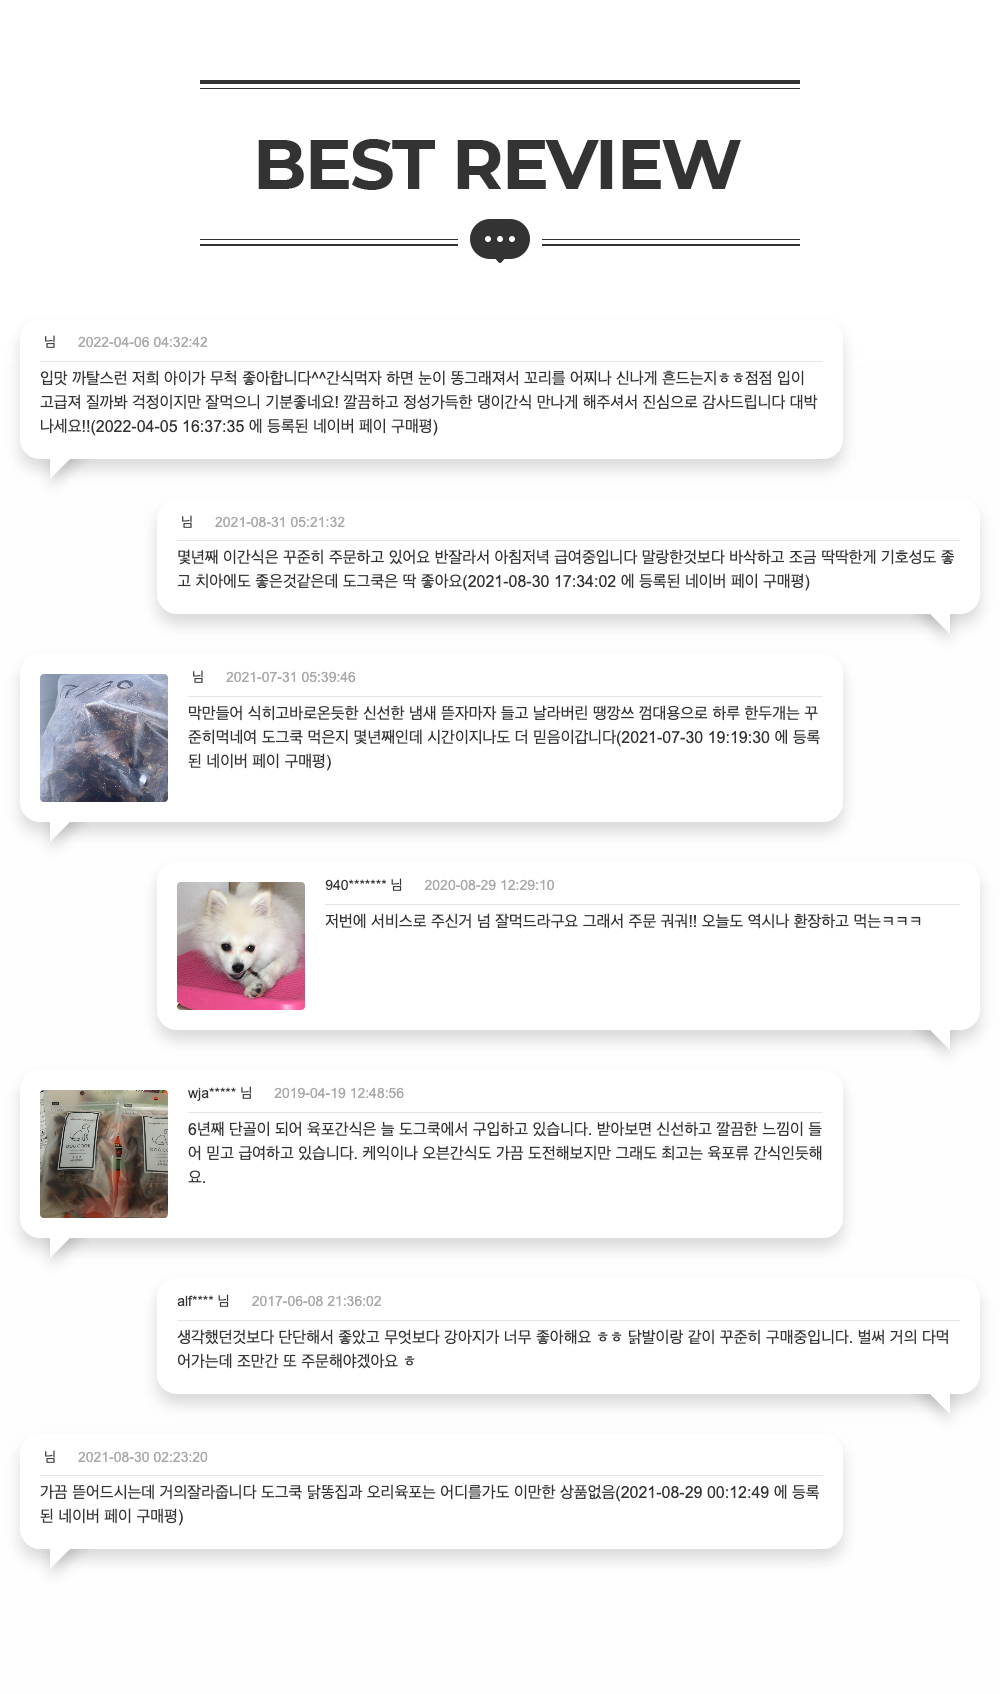 BEST REVIEW
님 2022-04-06 04:32:42
입맛 까탈스런 저희 아이가 무척 좋아합니다^^간식먹자 하면 눈이 똥그래져서 꼬리를 어찌나 신나게 흔드는지ㅎㅎ점점 입이
고급져 질까봐 걱정이지만 잘먹으니 기분좋네요! 깔끔하고 정성가득한 댕이간식 만나게 해주셔서 진심으로 감사드립니다 대박
나세요!!(2022-04-05 16:37:35 에 등록된 네이버 페이 구매평)
님 2021-08-31 05:21:32
몇년째 이간식은 꾸준히 주문하고 있어요 반잘라서 아침저녁 급여중입니다 말랑한것보다 바삭하고 조금 딱딱한게 기호성도 좋
고 치아에도 좋은것같은데 도그쿡은 딱 좋아요(2021-08-30 17:34:02 에 등록된 네이버 페이 구매평)
님 2021-07-31 05:39:46
막만들어 식히고바로온듯한 신선한 냄새 뜯자마자 들고 날라버린 땡깡쓰 껌대용으로 하루 한두개는 꾸
준히먹네여 도그쿡 먹은지 몇년째인데 시간이지나도 더 믿음이갑니다(2021-07-30 19:19:30 에 등록
된 네이버 페이 구매평)
940******* 님 2020-08-29 12:29:10
저번에 서비스로 주신거 넘 잘먹드라구요 그래서 주문 궈궈!! 오늘도 역시나 환장하고 먹는ㅋㅋㅋ
wja***** 님 2019-04-19 12:48:56
6년째 단골이 되어 육포간식은 늘 도그쿡에서 구입하고 있습니다. 받아보면 신선하고 깔끔한 느낌이 들
어 믿고 급여하고 있습니다. 케익이나 오븐간식도 가끔 도전해보지만 그래도 최고는 육포류 간식인듯해
요.
alf**** 님 2017-06-08 21:36:02
생각했던것보다 단단해서 좋았고 무엇보다 강아지가 너무 좋아해요 ㅎㅎ 닭발이랑 같이 꾸준히 구매중입니다. 벌써 거의 다먹
어가는데 조만간 또 주문해야겠아요 ㅎ
님 2021-08-30 02:23:20
가끔 뜯어드시는데 거의잘라줍니다 도그쿡 닭똥집과 오리육포는 어디를가도 이만한 상품없음(2021-08-29 00:12:49 에 등록
된 네이버 페이 구매평)